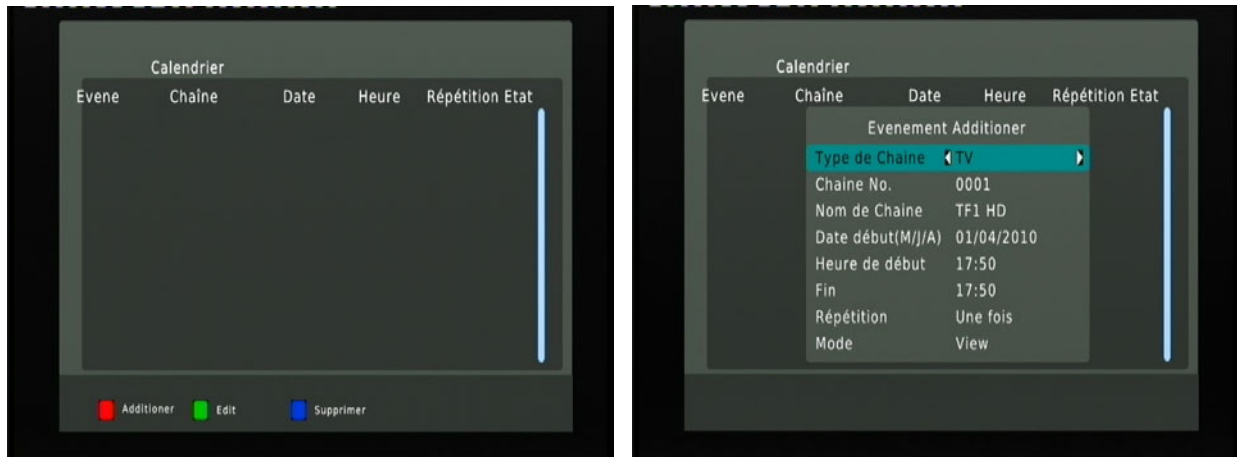 Calendrier
Evene Chaîne Date Heure Répétition Etat
Additioner Edit Supprimer
Calendrier
Evene Chaîne Date Heure Répétition Etat
Evenement Additioner
Type de Chaine TV
Chaine No. 0001
Nom de Chaine TF1 HD
Date début(M/J/A) 01/04/2010
Heure de début 17:50
Fin 17:50
Répétition Une fois
Mode View